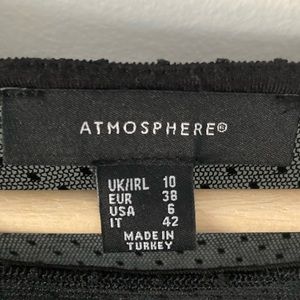 ATMOSPHERE®
UK/IRL 10
EUR 38
USA 6
IT 42
MADE IN
TURKEY